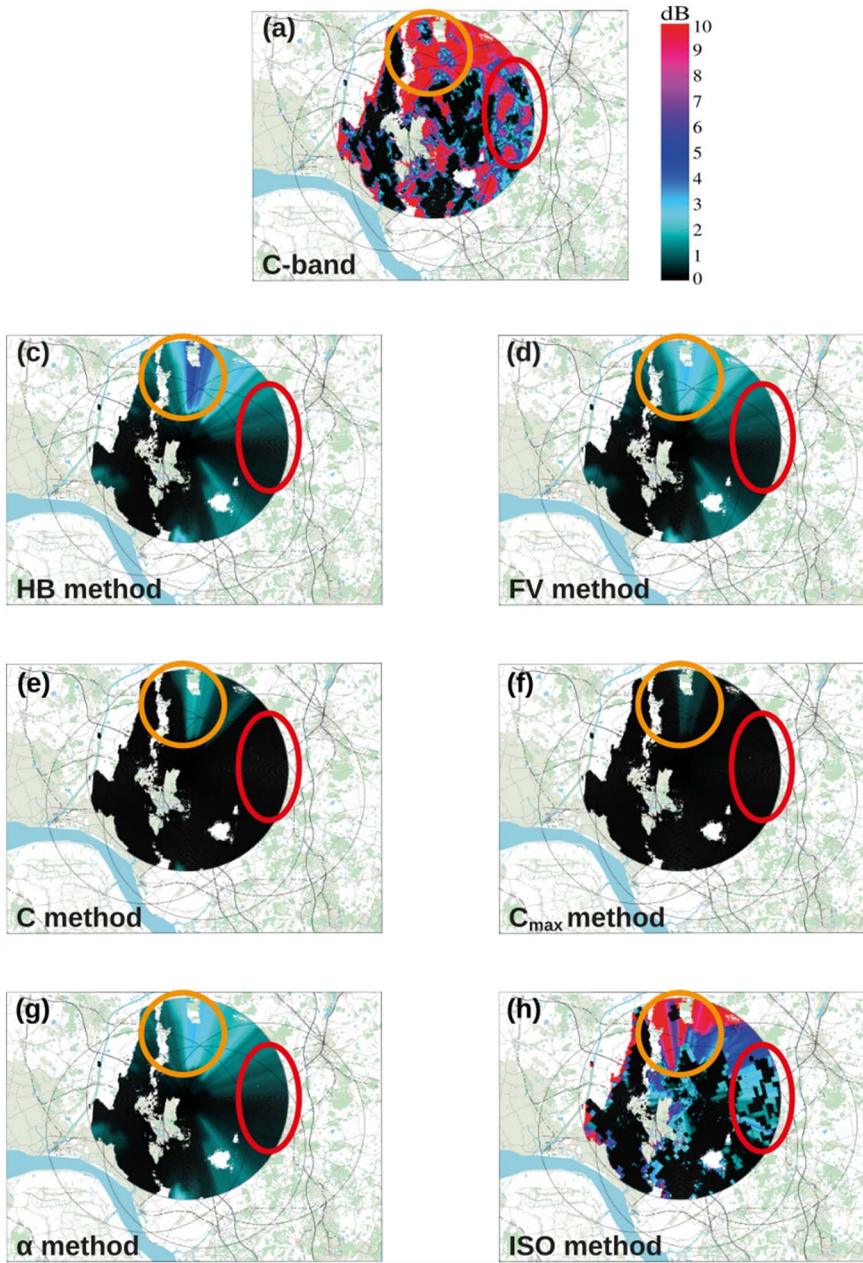 (a)
C-band
dB
10
9
8
7
6
5
4
3
2
1
0
(c)
HB method
(d)
FV method
(e)
C method
(f)
Cmax method
(g)
α method
(h)
ISO method